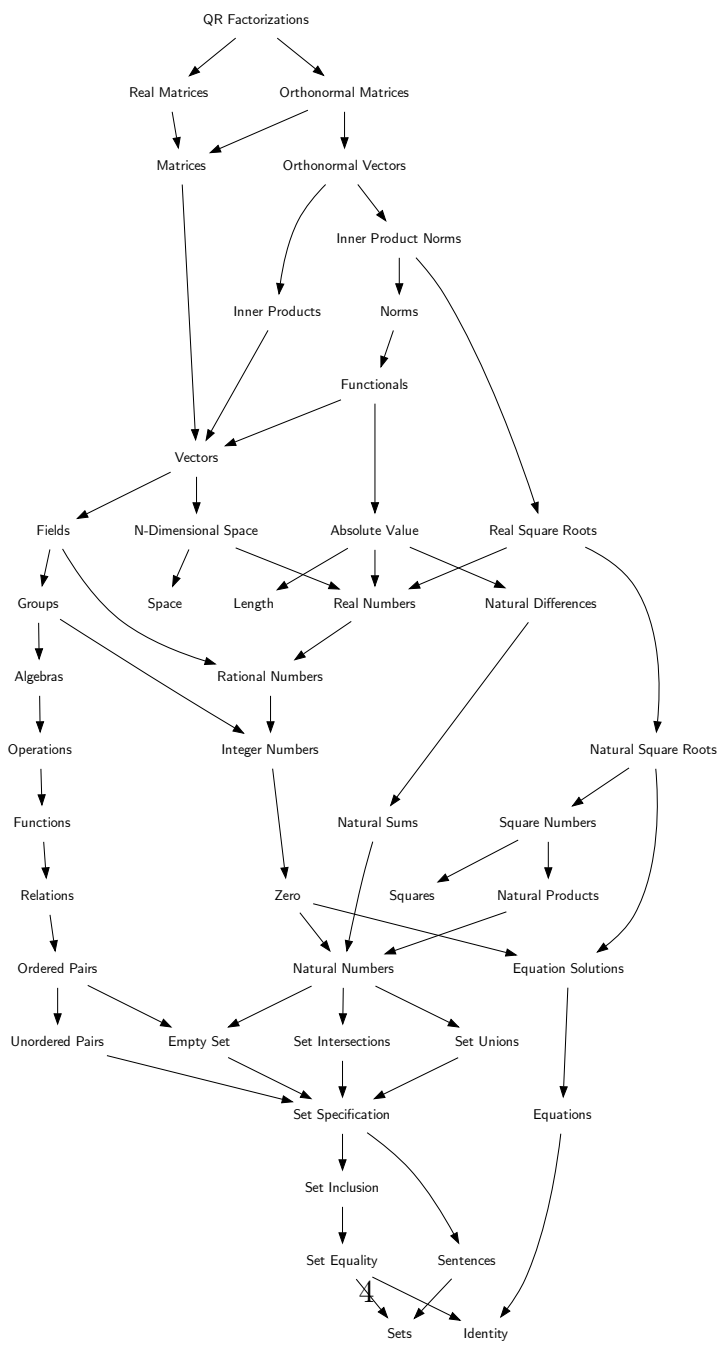 QR Factorizations
Real Matrices Orthonormal Matrices
Matrices Orthonormal Vectors
Inner Product Norms
Inner Products Norms
Functionals
Vectors
Fields N-Dimensional Space Absolute Value Real Square Roots
Groups Space Length Real Numbers Natural Differences
Algebras Rational Numbers
Operations Integer Numbers Natural Square Roots
Functions Natural Sums Square Numbers
Relations Zero Squares Natural Products
Ordered Pairs Natural Numbers Equation Solutions
Unordered Pairs Empty Set Set Intersections Set Unions
Set Specification Equations
Set Inclusion
Set Equality Sentences
4
Sets Identity